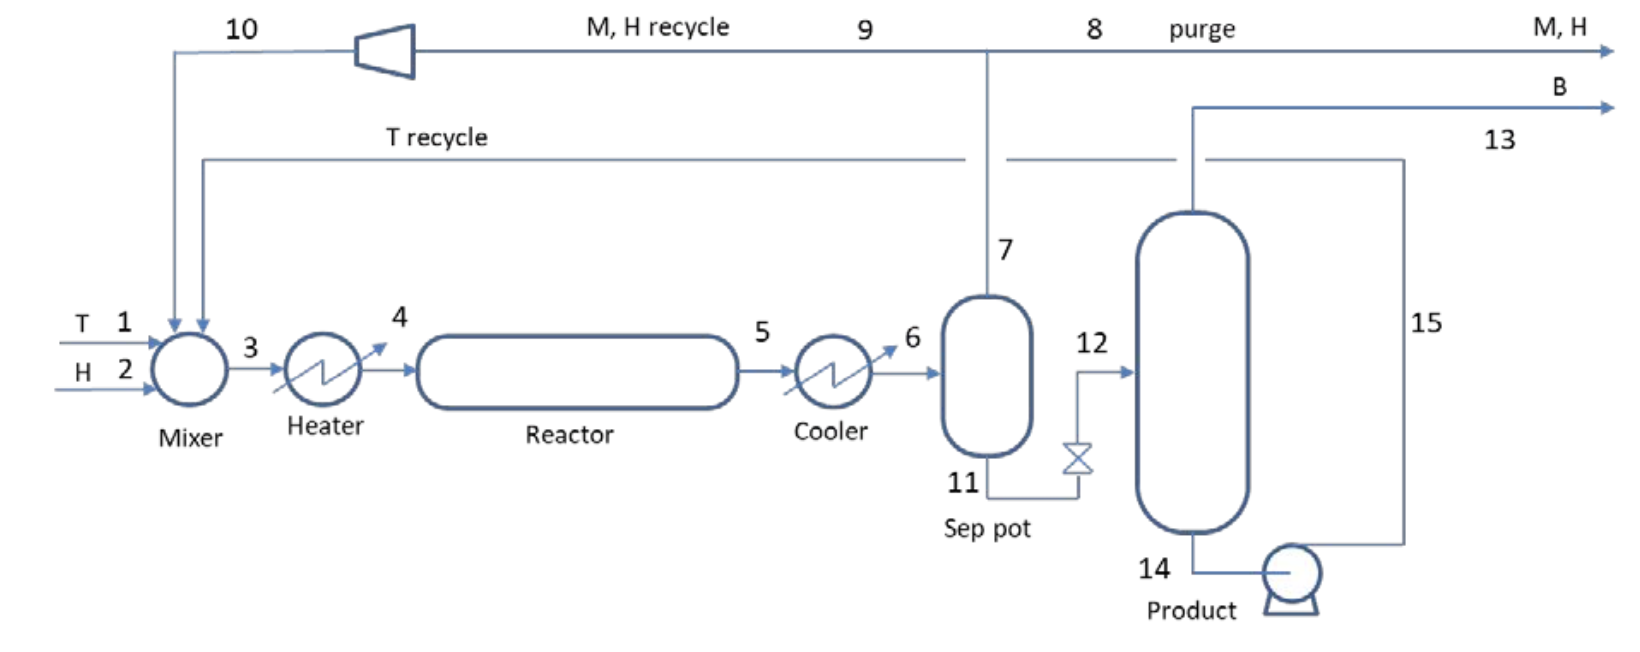 10
M, H recycle
9
8
purge
M, H
B
13
T recycle
7
T 1
H 2
3
4
5
6
12
15
Mixer
Heater
Reactor
Cooler
11
Sep pot
14
Product